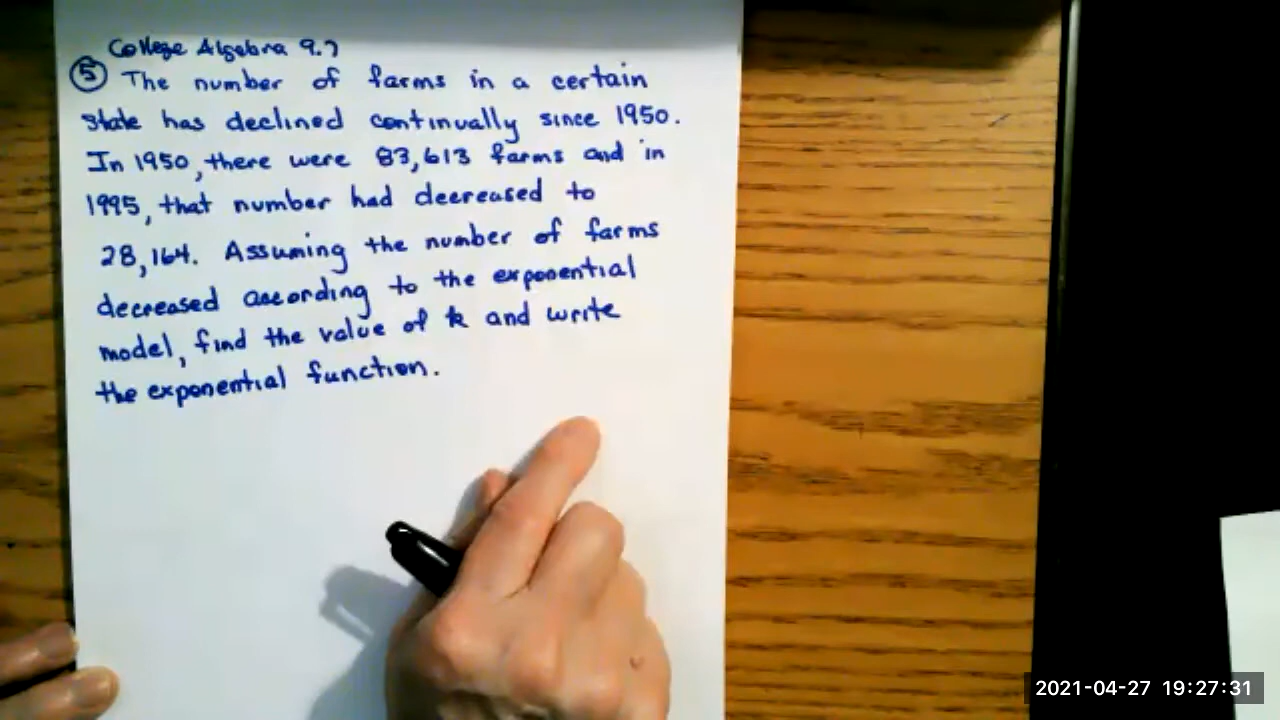 College Algebra 9.7
⑤ The number of farms in a certain
State has declined continually since 1950.
In 1950, there were 83,613 farms and in
1995, that number had decreased to
28,164. Assuming the number of farms
decreased according to the exponential
model, find the value of k and write
the exponential function.
2021-04-27 19:27:31